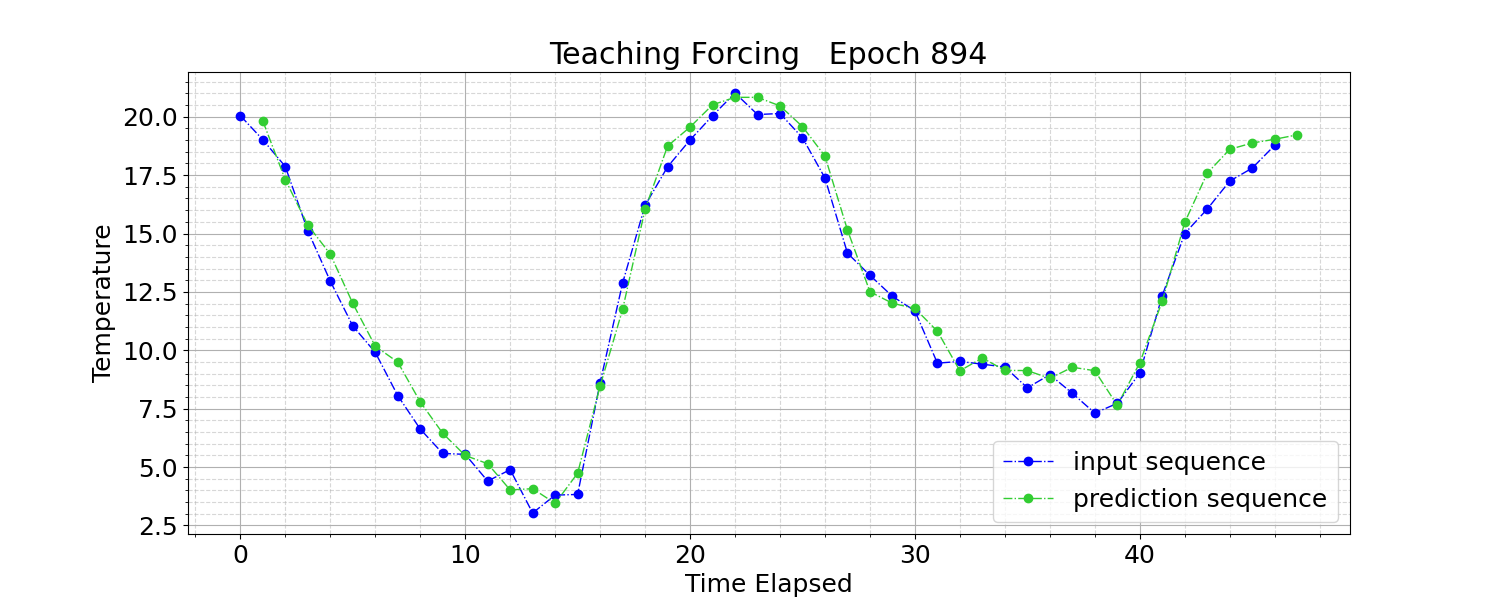 Teaching Forcing   Epoch 894
Temperature
20.0
17.5
15.0
12.5
10.0
7.5
5.0
2.5
input sequence
prediction sequence
0 10 20 30 40
Time Elapsed